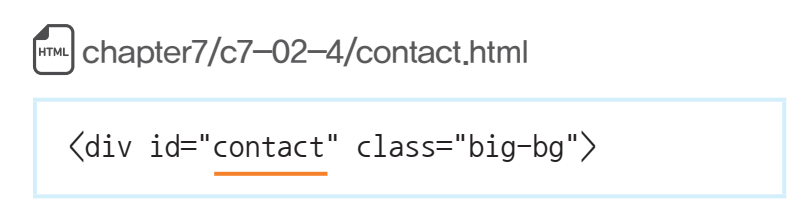 HTML chapter7/c7-02-4/contact.html
<div id="contact" class="big-bg">